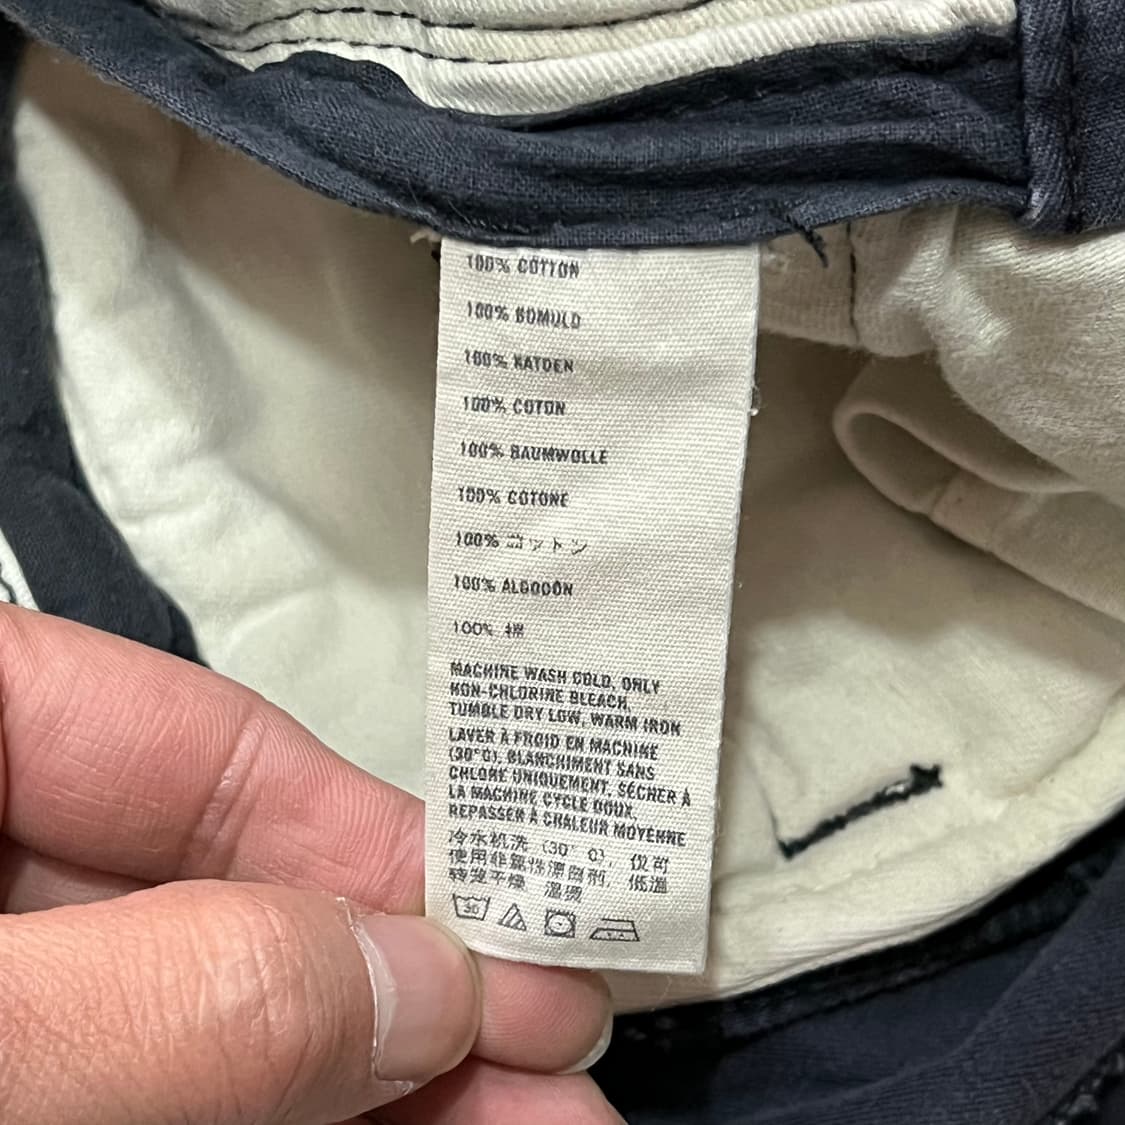 100% COTTON
100% BOMULD
100% KATOEN
100% COTON
100% BAUMWOLLE
100% COTONE
100% コットン
100% ALGODÓN
100% 棉
MACHINE WASH COLD, ONLY
NON-CHLORINE BLEACH,
TUMBLE DRY LOW, WARM IRON
LAVER À FROID EN MACHINE
(30° C), BLANCHIMENT SANS
CHLORE UNIQUEMENT, SÉCHER À
LA MACHINE CYCLE DOUX,
REPASSER À CHALEUR MOYENNE
冷水机洗 (30° C), 仅可
使用非氯性漂白剂, 低温
转笼干燥 温烫
30